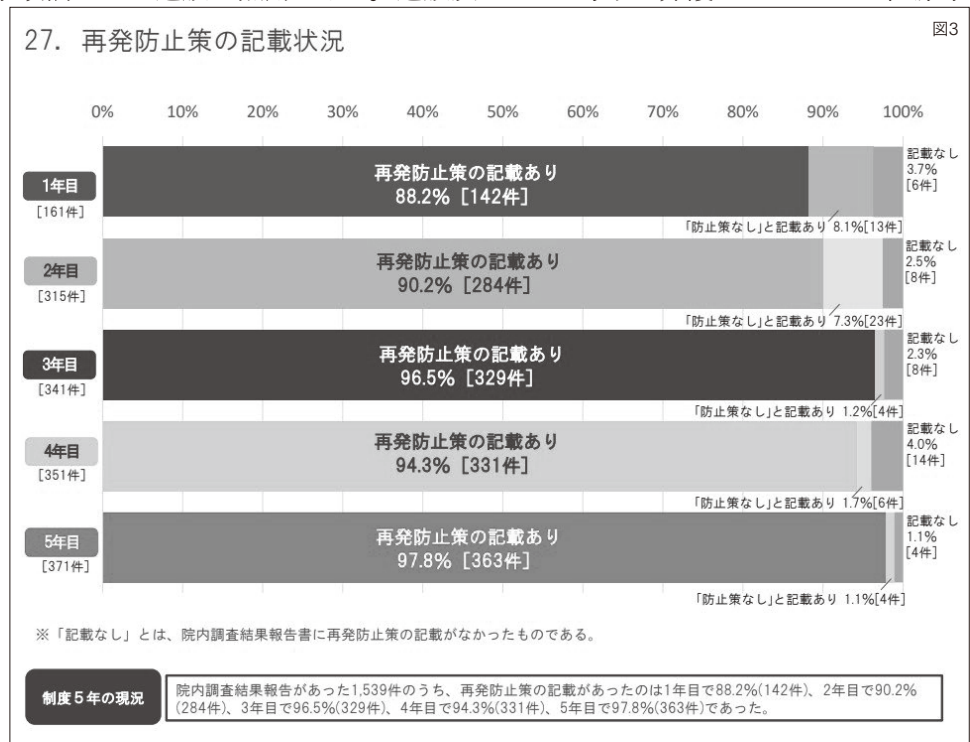 図3
27. 再発防止策の記載状況
0% 10% 20% 30% 40% 50% 60% 70% 80% 90% 100%
1年目
[161件]
再発防止策の記載あり
88.2% [142件]
記載なし
3.7%
[6件]
「防止策なし」と記載あり 8.1%[13件]
2年目
[315件]
再発防止策の記載あり
90.2% [284件]
記載なし
2.5%
[8件]
「防止策なし」と記載あり 7.3%[23件]
3年目
[341件]
再発防止策の記載あり
96.5% [329件]
記載なし
2.3%
[8件]
「防止策なし」と記載あり 1.2%[4件]
4年目
[351件]
再発防止策の記載あり
94.3% [331件]
記載なし
4.0%
[14件]
「防止策なし」と記載あり 1.7%[6件]
5年目
[371件]
再発防止策の記載あり
97.8% [363件]
記載なし
1.1%
[4件]
「防止策なし」と記載あり 1.1%[4件]
※「記載なし」とは、院内調査結果報告書に再発防止策の記載がなかったものである。
制度5年の現況
院内調査結果報告があった1,539件のうち、再発防止策の記載があったのは1年目で88.2%(142件)、2年目で90.2%
(284件)、3年目で96.5%(329件)、4年目で94.3%(331件)、5年目で97.8%(363件)であった。